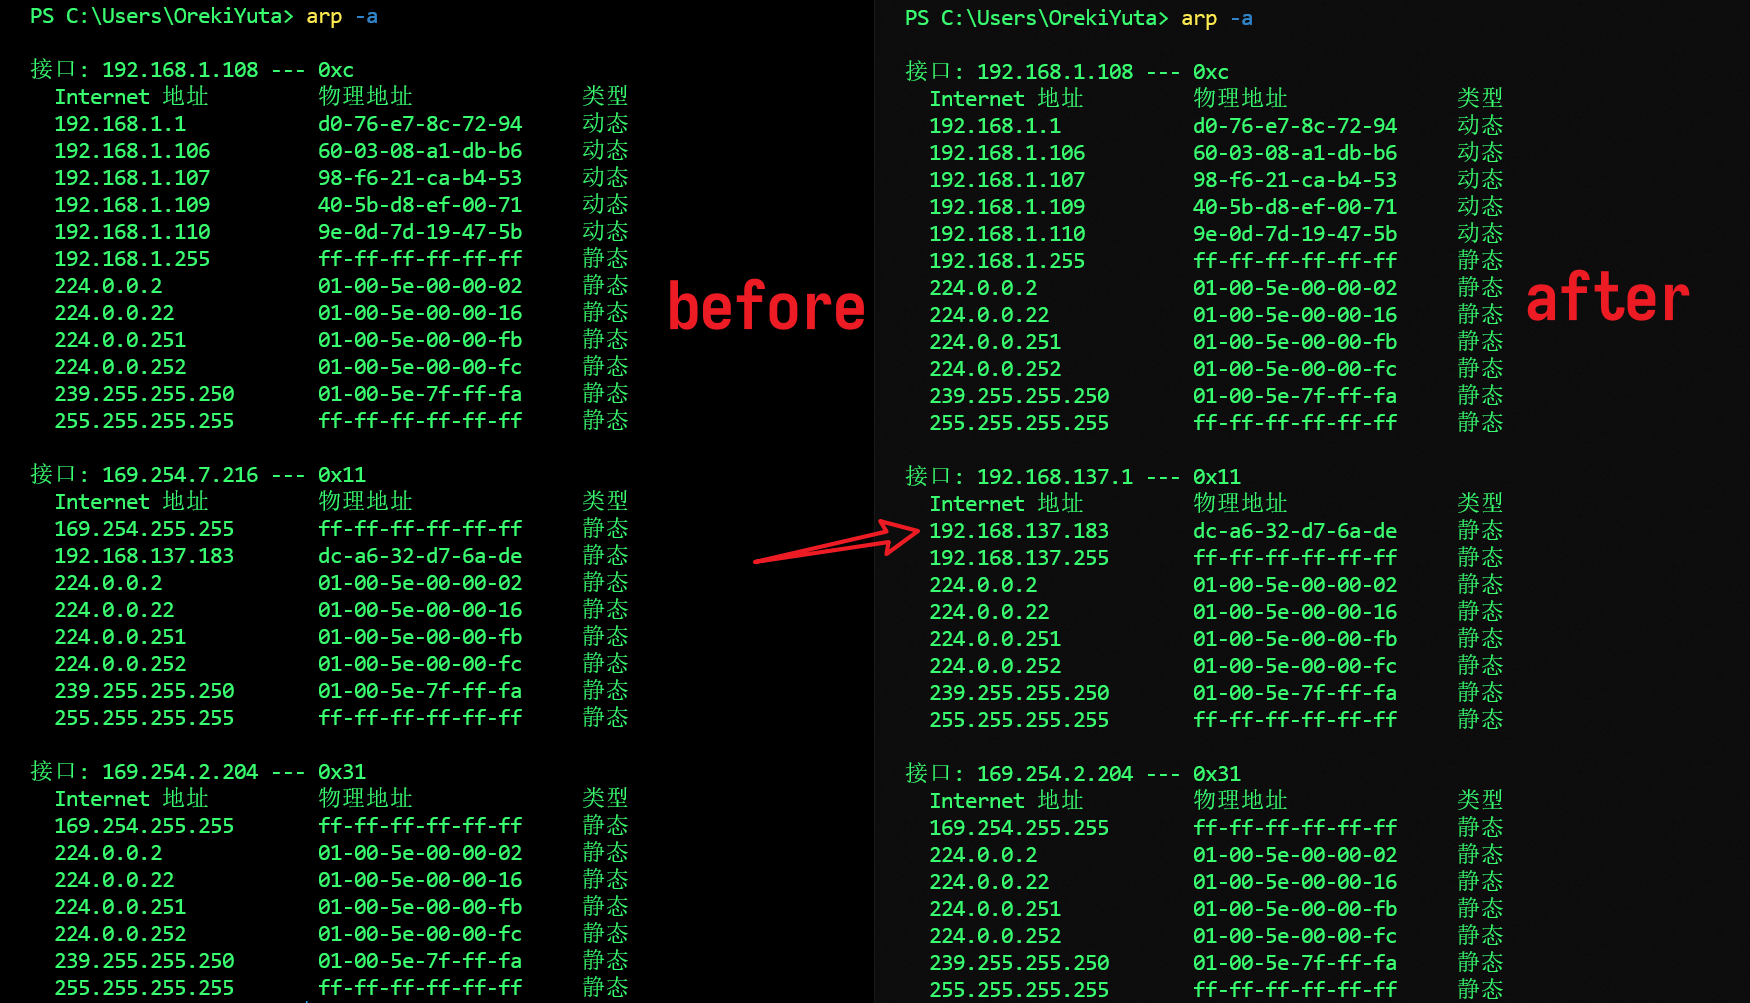 PS C:\Users\OrekiYuta> arp -a
接口: 192.168.1.108 --- 0xc
Internet 地址 物理地址 类型
192.168.1.1 d0-76-e7-8c-72-94 动态
192.168.1.106 60-03-08-a1-db-b6 动态
192.168.1.107 98-f6-21-ca-b4-53 动态
192.168.1.109 40-5b-d8-ef-00-71 动态
192.168.1.110 9e-0d-7d-19-47-5b 动态
192.168.1.255 ff-ff-ff-ff-ff-ff 静态
224.0.0.2 01-00-5e-00-00-02 静态
224.0.0.22 01-00-5e-00-00-16 静态
224.0.0.251 01-00-5e-00-00-fb 静态
224.0.0.252 01-00-5e-00-00-fc 静态
239.255.255.250 01-00-5e-7f-ff-fa 静态
255.255.255.255 ff-ff-ff-ff-ff-ff 静态
接口: 169.254.7.216 --- 0x11
Internet 地址 物理地址 类型
169.254.255.255 ff-ff-ff-ff-ff-ff 静态
192.168.137.183 dc-a6-32-d7-6a-de 静态
224.0.0.2 01-00-5e-00-00-02 静态
224.0.0.22 01-00-5e-00-00-16 静态
224.0.0.251 01-00-5e-00-00-fb 静态
224.0.0.252 01-00-5e-00-00-fc 静态
239.255.255.250 01-00-5e-7f-ff-fa 静态
255.255.255.255 ff-ff-ff-ff-ff-ff 静态
接口: 169.254.2.204 --- 0x31
Internet 地址 物理地址 类型
169.254.255.255 ff-ff-ff-ff-ff-ff 静态
224.0.0.2 01-00-5e-00-00-02 静态
224.0.0.22 01-00-5e-00-00-16 静态
224.0.0.251 01-00-5e-00-00-fb 静态
224.0.0.252 01-00-5e-00-00-fc 静态
239.255.255.250 01-00-5e-7f-ff-fa 静态
255.255.255.255 ff-ff-ff-ff-ff-ff 静态
before
PS C:\Users\OrekiYuta> arp -a
接口: 192.168.1.108 --- 0xc
Internet 地址 物理地址 类型
192.168.1.1 d0-76-e7-8c-72-94 动态
192.168.1.106 60-03-08-a1-db-b6 动态
192.168.1.107 98-f6-21-ca-b4-53 动态
192.168.1.109 40-5b-d8-ef-00-71 动态
192.168.1.110 9e-0d-7d-19-47-5b 动态
192.168.1.255 ff-ff-ff-ff-ff-ff 静态
224.0.0.2 01-00-5e-00-00-02 静态
224.0.0.22 01-00-5e-00-00-16 静态
224.0.0.251 01-00-5e-00-00-fb 静态
224.0.0.252 01-00-5e-00-00-fc 静态
239.255.255.250 01-00-5e-7f-ff-fa 静态
255.255.255.255 ff-ff-ff-ff-ff-ff 静态
接口: 192.168.137.1 --- 0x11
Internet 地址 物理地址 类型
192.168.137.183 dc-a6-32-d7-6a-de 静态
192.168.137.255 ff-ff-ff-ff-ff-ff 静态
224.0.0.2 01-00-5e-00-00-02 静态
224.0.0.22 01-00-5e-00-00-16 静态
224.0.0.251 01-00-5e-00-00-fb 静态
224.0.0.252 01-00-5e-00-00-fc 静态
239.255.255.250 01-00-5e-7f-ff-fa 静态
255.255.255.255 ff-ff-ff-ff-ff-ff 静态
接口: 169.254.2.204 --- 0x31
Internet 地址 物理地址 类型
169.254.255.255 ff-ff-ff-ff-ff-ff 静态
224.0.0.2 01-00-5e-00-00-02 静态
224.0.0.22 01-00-5e-00-00-16 静态
224.0.0.251 01-00-5e-00-00-fb 静态
224.0.0.252 01-00-5e-00-00-fc 静态
239.255.255.250 01-00-5e-7f-ff-fa 静态
255.255.255.255 ff-ff-ff-ff-ff-ff 静态
after